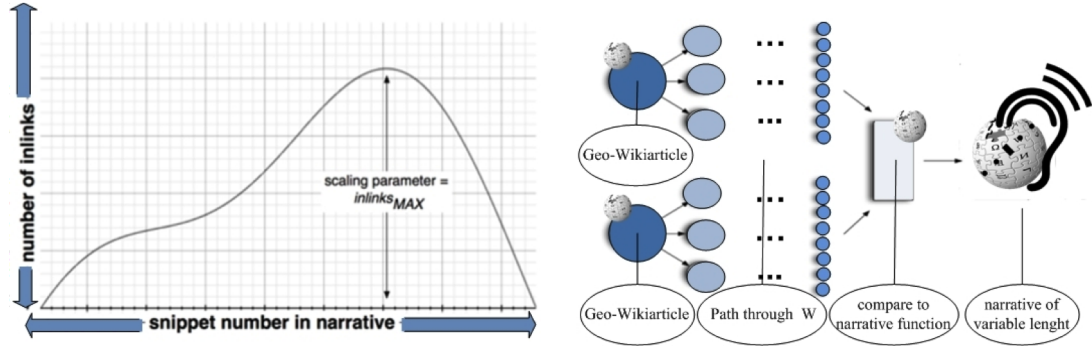 number of inlinks
scaling parameter =
inlinksMAX
snippet number in narrative
Geo-Wikiarticle
Geo-Wikiarticle
Path through W
compare to
narrative function
narrative of
variable lenght